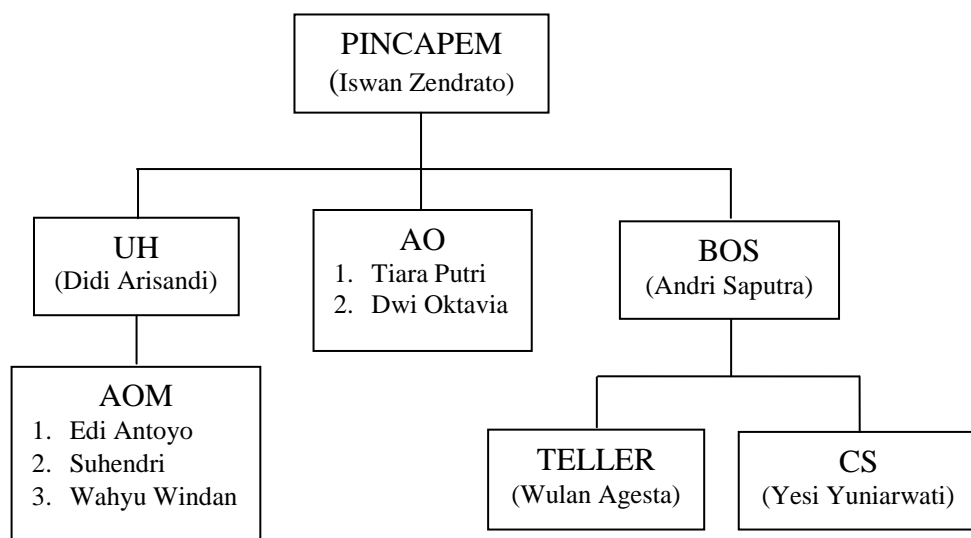 PINCAPEM
(Iswan Zendrato)
UH
(Didi Arisandi)
AO
1. Tiara Putri
2. Dwi Oktavia
BOS
(Andri Saputra)
AOM
1. Edi Antoyo
2. Suhendri
3. Wahyu Windan
TELLER
(Wulan Agesta)
CS
(Yesi Yuniarwati)